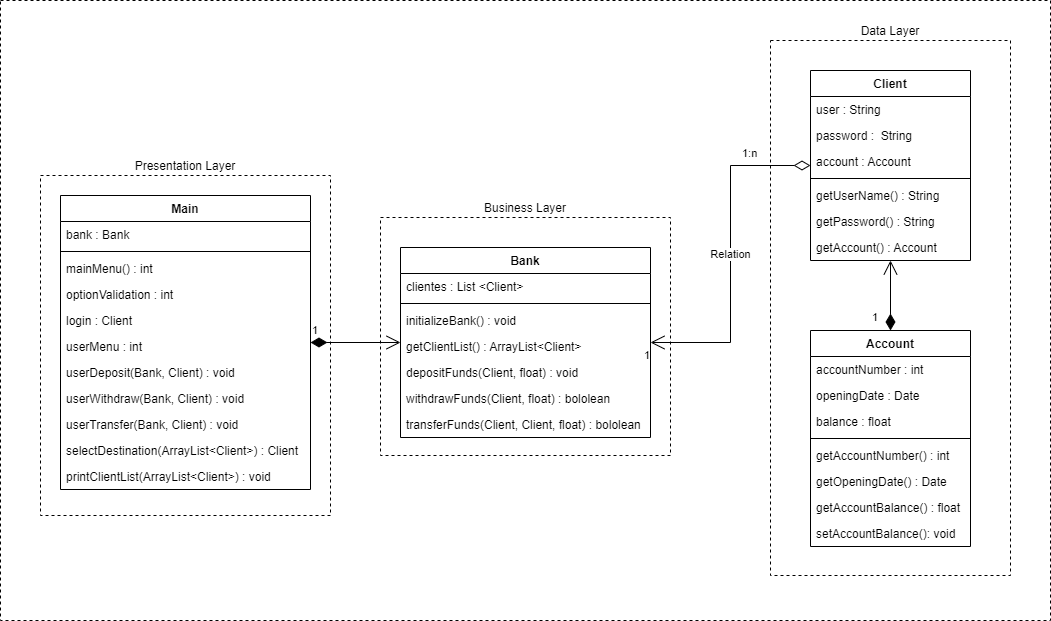 Presentation Layer
Main
bank : Bank
mainMenu() : int
optionValidation : int
login : Client
userMenu : int
userDeposit(Bank, Client) : void
userWithdraw(Bank, Client) : void
userTransfer(Bank, Client) : void
selectDestination(ArrayList<Client>) : Client
printClientList(ArrayList<Client>) : void
1
Business Layer
Bank
clientes : List <Client>
initializeBank() : void
getClientList() : ArrayList<Client>
depositFunds(Client, float) : void
withdrawFunds(Client, float) : bololean
transferFunds(Client, Client, float) : bololean
1
Relation
1:n
Data Layer
Client
user : String
password :  String
account : Account
getUserName() : String
getPassword() : String
getAccount() : Account
1
Account
accountNumber : int
openingDate : Date
balance : float
getAccountNumber() : int
getOpeningDate() : Date
getAccountBalance() : float
setAccountBalance(): void